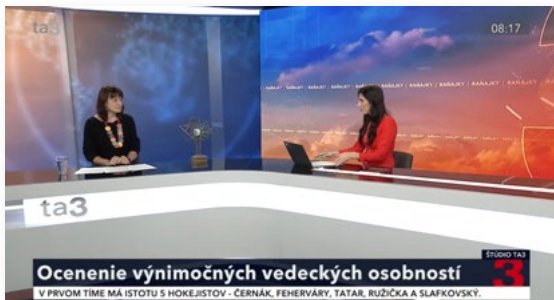 ta3
08:17
RAŇAJKY | RAŇAJKY | RAŇAJKY | RAŇAJKY | RAŇAJKY | RAŇAJKY
ta3
ŠTÚDIO TA3
3
Ocenenie výnimočných vedeckých osobností
V PRVOM TÍME MÁ ISTOTU 5 HOKEJISTOV - ČERNÁK, FEHERVÁRY, TATAR, RUŽIČKA A SLAFKOVSKÝ.